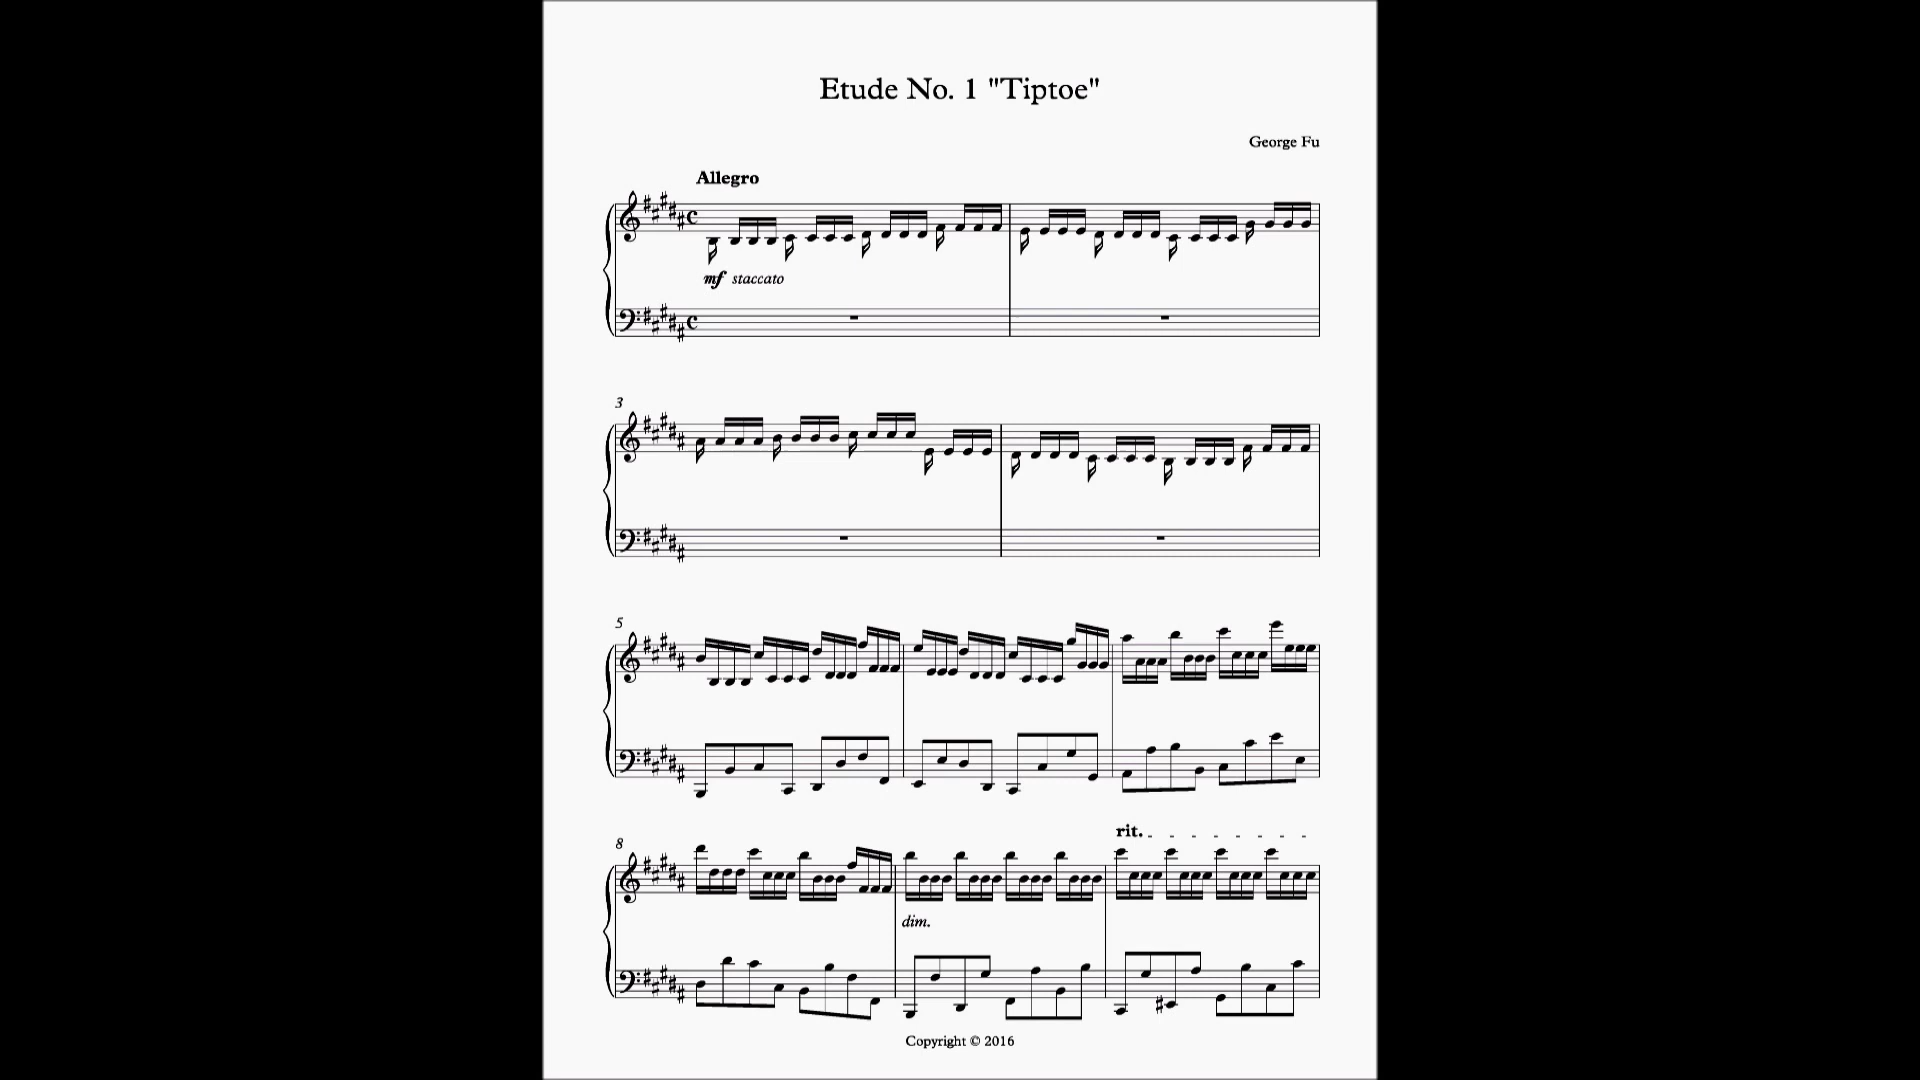 Etude No. 1 "Tiptoe"
George Fu
Allegro
mf staccato
3
5
8
rit.
dim.
Copyright © 2016